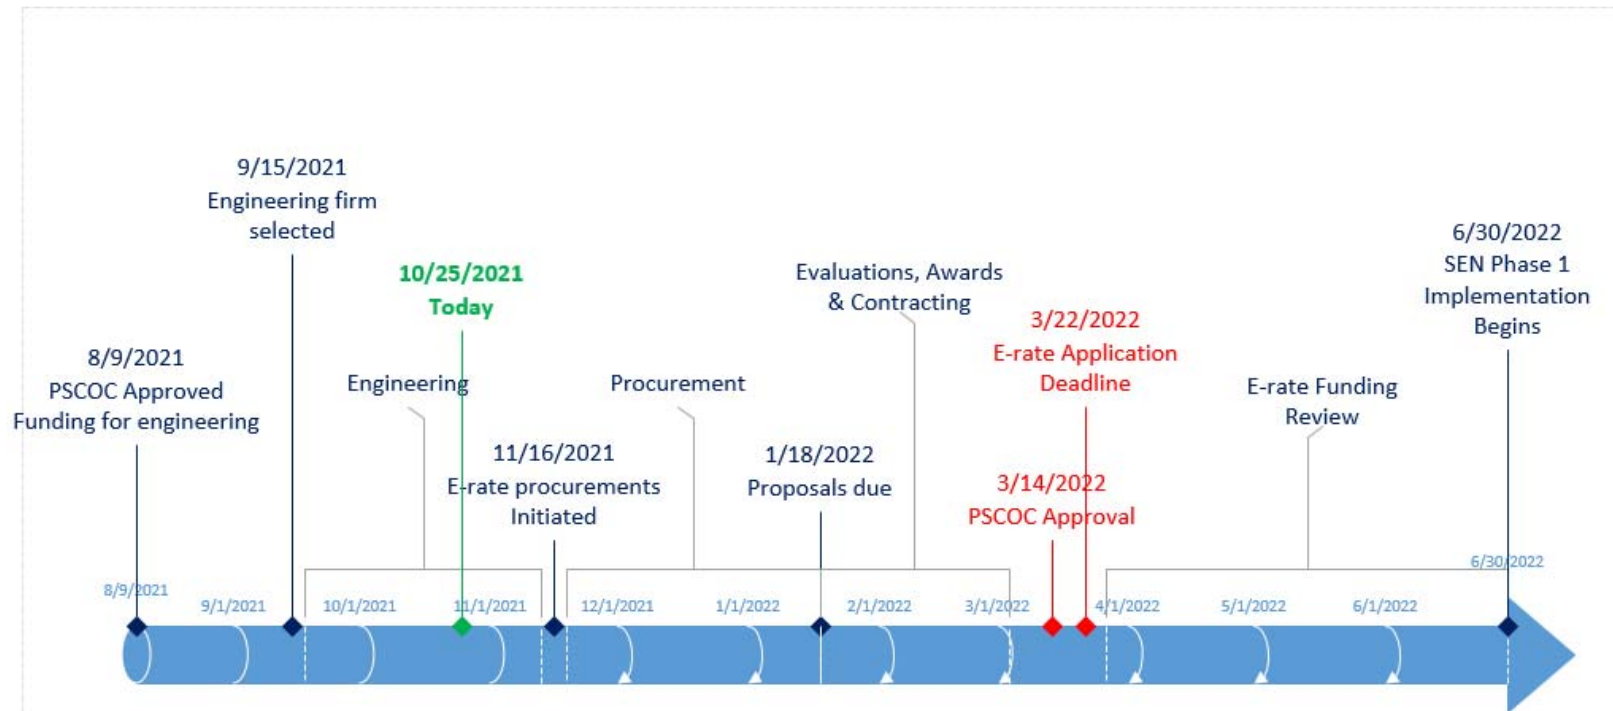 9/15/2021
Engineering firm
selected
10/25/2021
Today
8/9/2021
PSCOC Approved
Funding for engineering
Engineering
11/16/2021
E-rate procurements
Initiated
Procurement
1/18/2022
Proposals due
Evaluations, Awards
& Contracting
3/14/2022
PSCOC Approval
3/22/2022
E-rate Application
Deadline
E-rate Funding
Review
6/30/2022
SEN Phase 1
Implementation
Begins
8/9/2021
9/1/2021
10/1/2021
11/1/2021
12/1/2021
1/1/2022
2/1/2022
3/1/2022
4/1/2022
5/1/2022
6/1/2022
6/30/2022